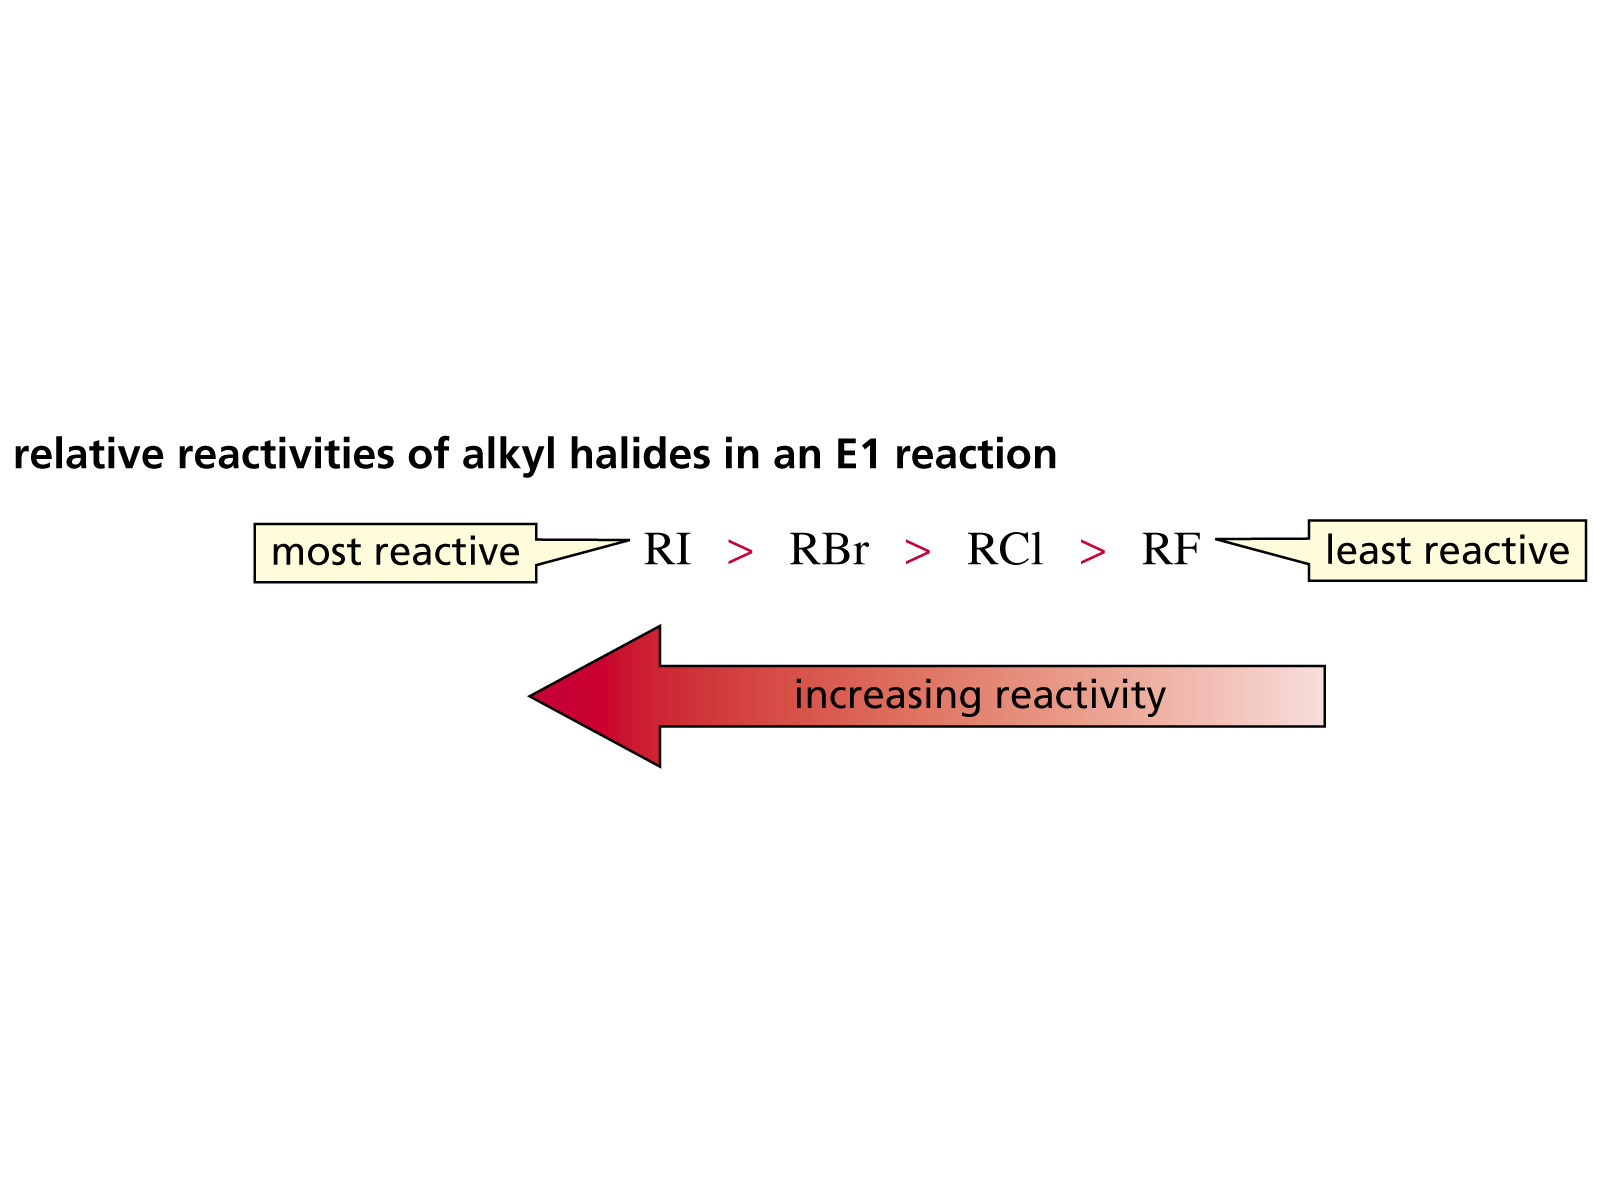 relative reactivities of alkyl halides in an E1 reaction
most reactive RI > RBr > RCl > RF least reactive
increasing reactivity